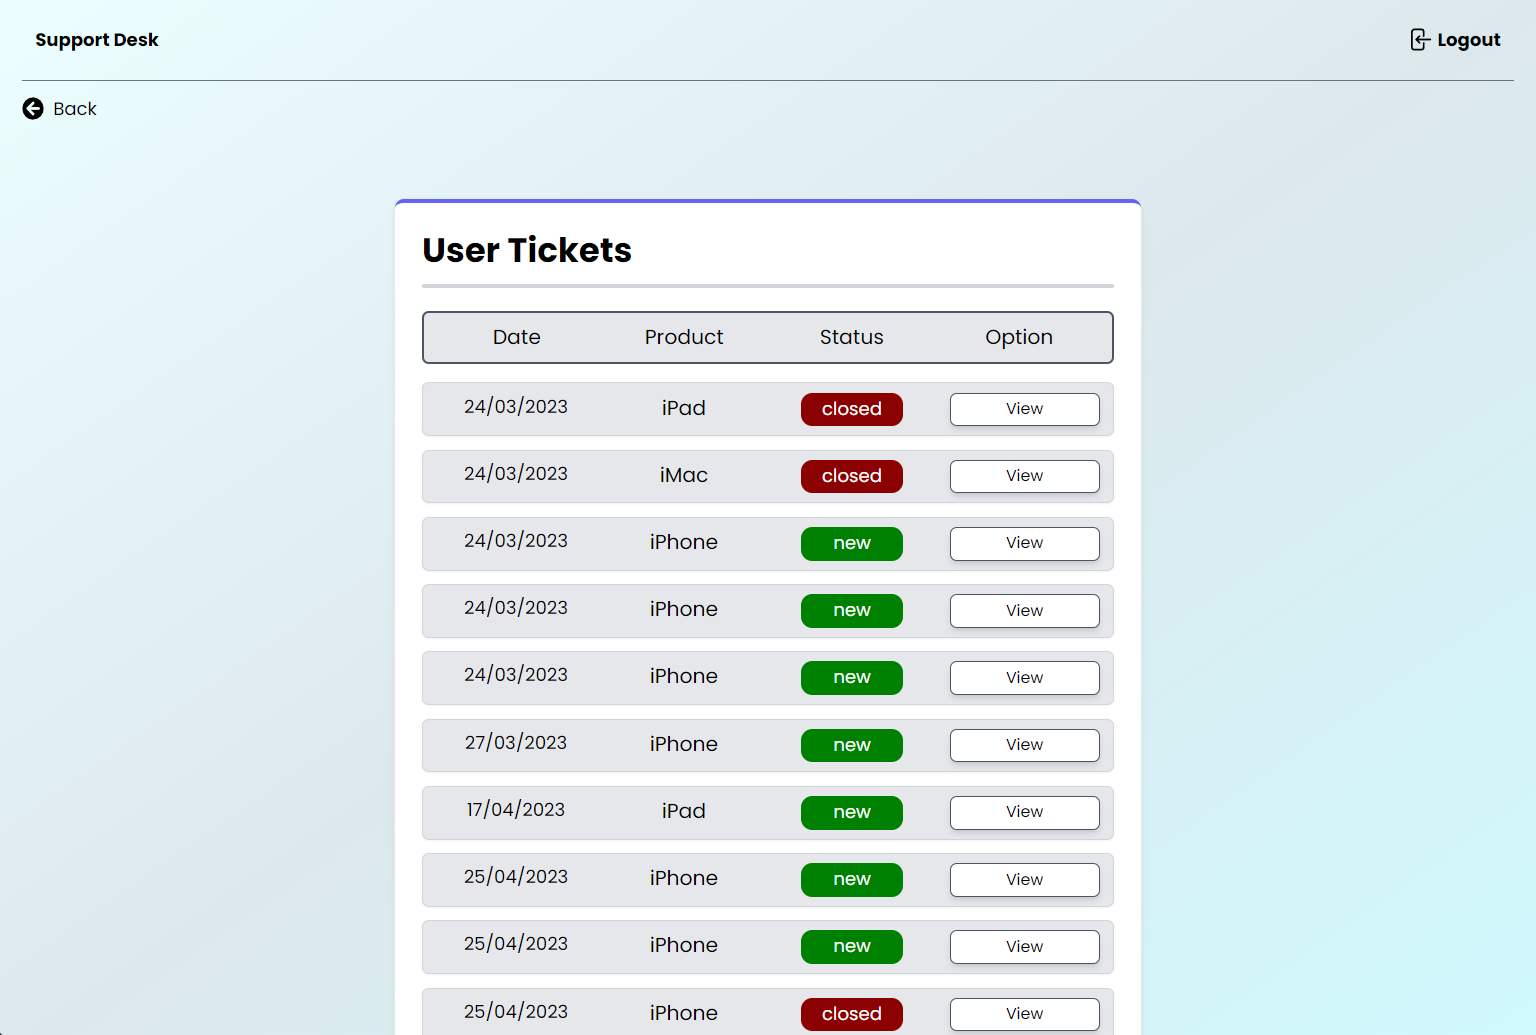 Support Desk Logout
Back
User Tickets
Date Product Status Option
24/03/2023 iPad closed View
24/03/2023 iMac closed View
24/03/2023 iPhone new View
24/03/2023 iPhone new View
24/03/2023 iPhone new View
27/03/2023 iPhone new View
17/04/2023 iPad new View
25/04/2023 iPhone new View
25/04/2023 iPhone new View
25/04/2023 iPhone closed View